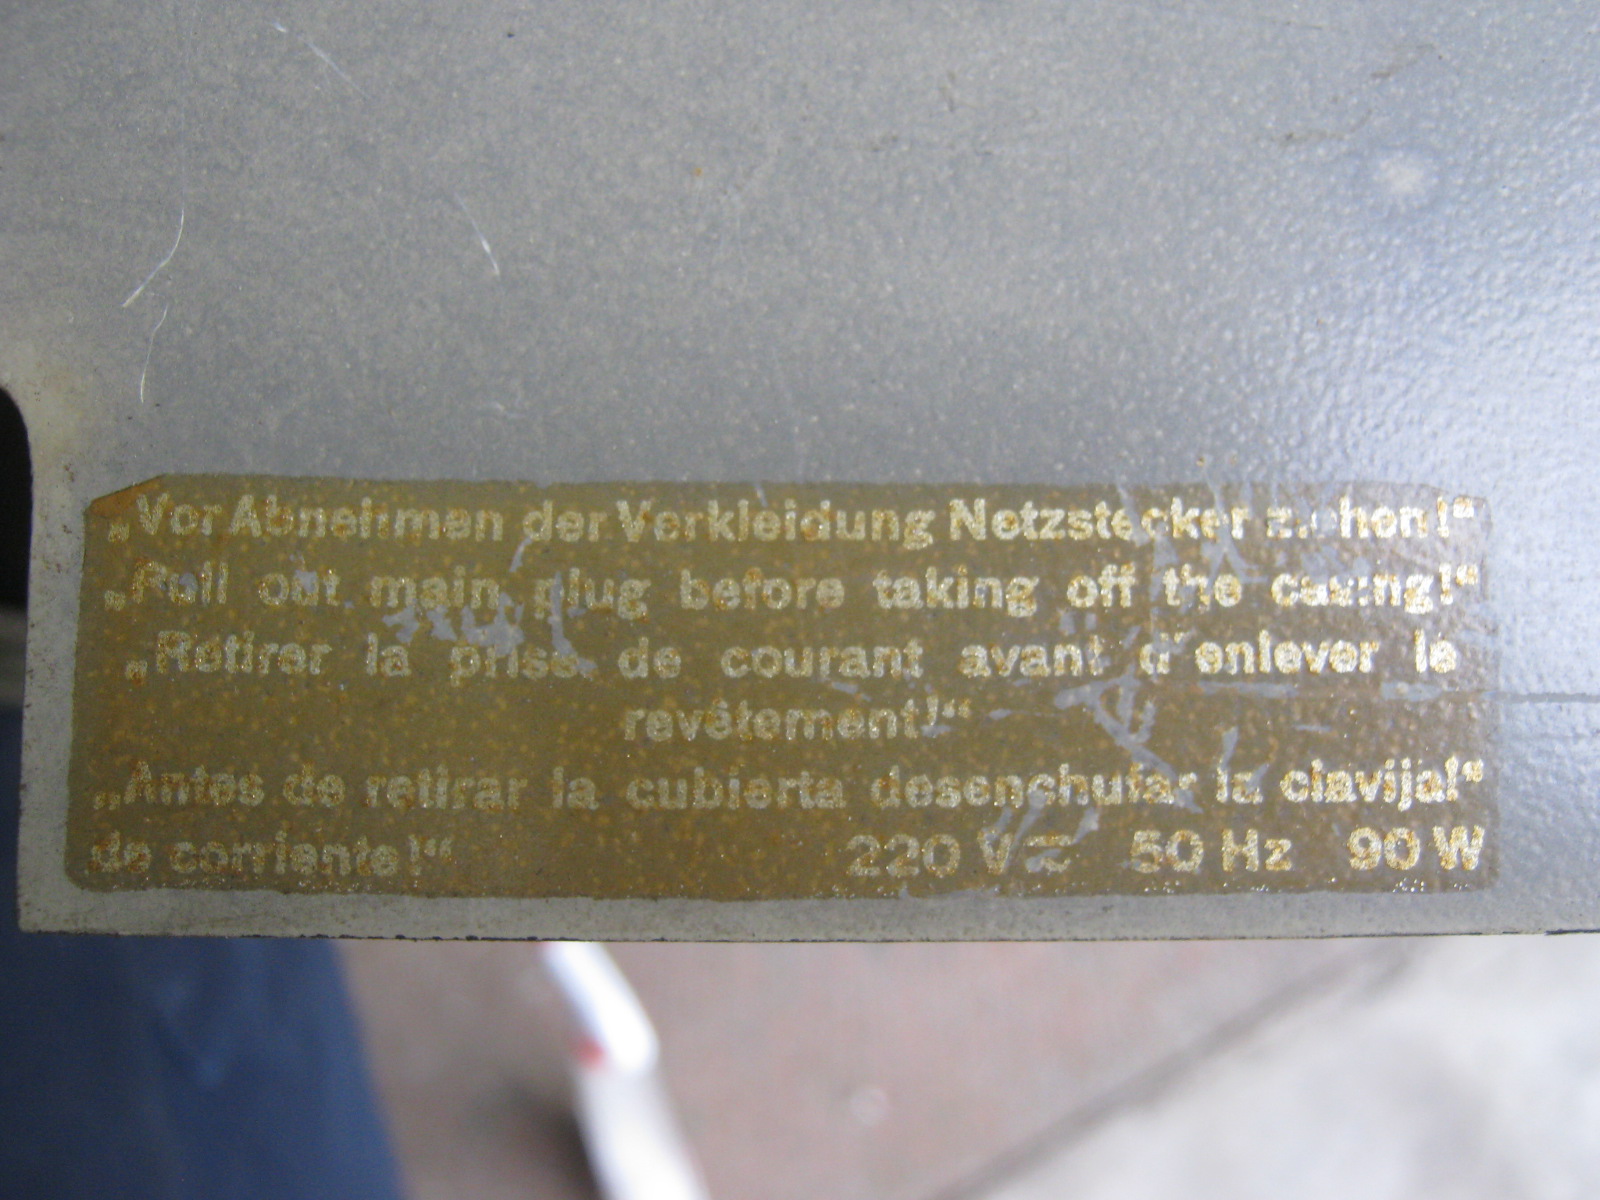 „Vor Abnehmen der Verkleidung Netzstecker ziehen!“
„Pull out main plug before taking off the casing!“
„Retirer la prise de courant avant d'enlever le
revêtement!“
„Antes de retirar la cubierta desenchufar la clavija!“
de corriente!“ 220 V≂ 50 Hz 90 W